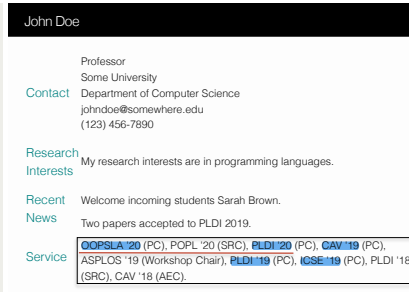 John Doe
Professor
Some University
Contact Department of Computer Science
johndoe@somewhere.edu
(123) 456-7890
Research Interests My research interests are in programming languages.
Recent News Welcome incoming students Sarah Brown.
Two papers accepted to PLDI 2019.
Service OOPSLA '20 (PC), POPL '20 (SRC), PLDI '20 (PC), CAV '19 (PC),
ASPLOS '19 (Workshop Chair), PLDI '19 (PC), ICSE '19 (PC), PLDI '18
(SRC), CAV '18 (AEC).